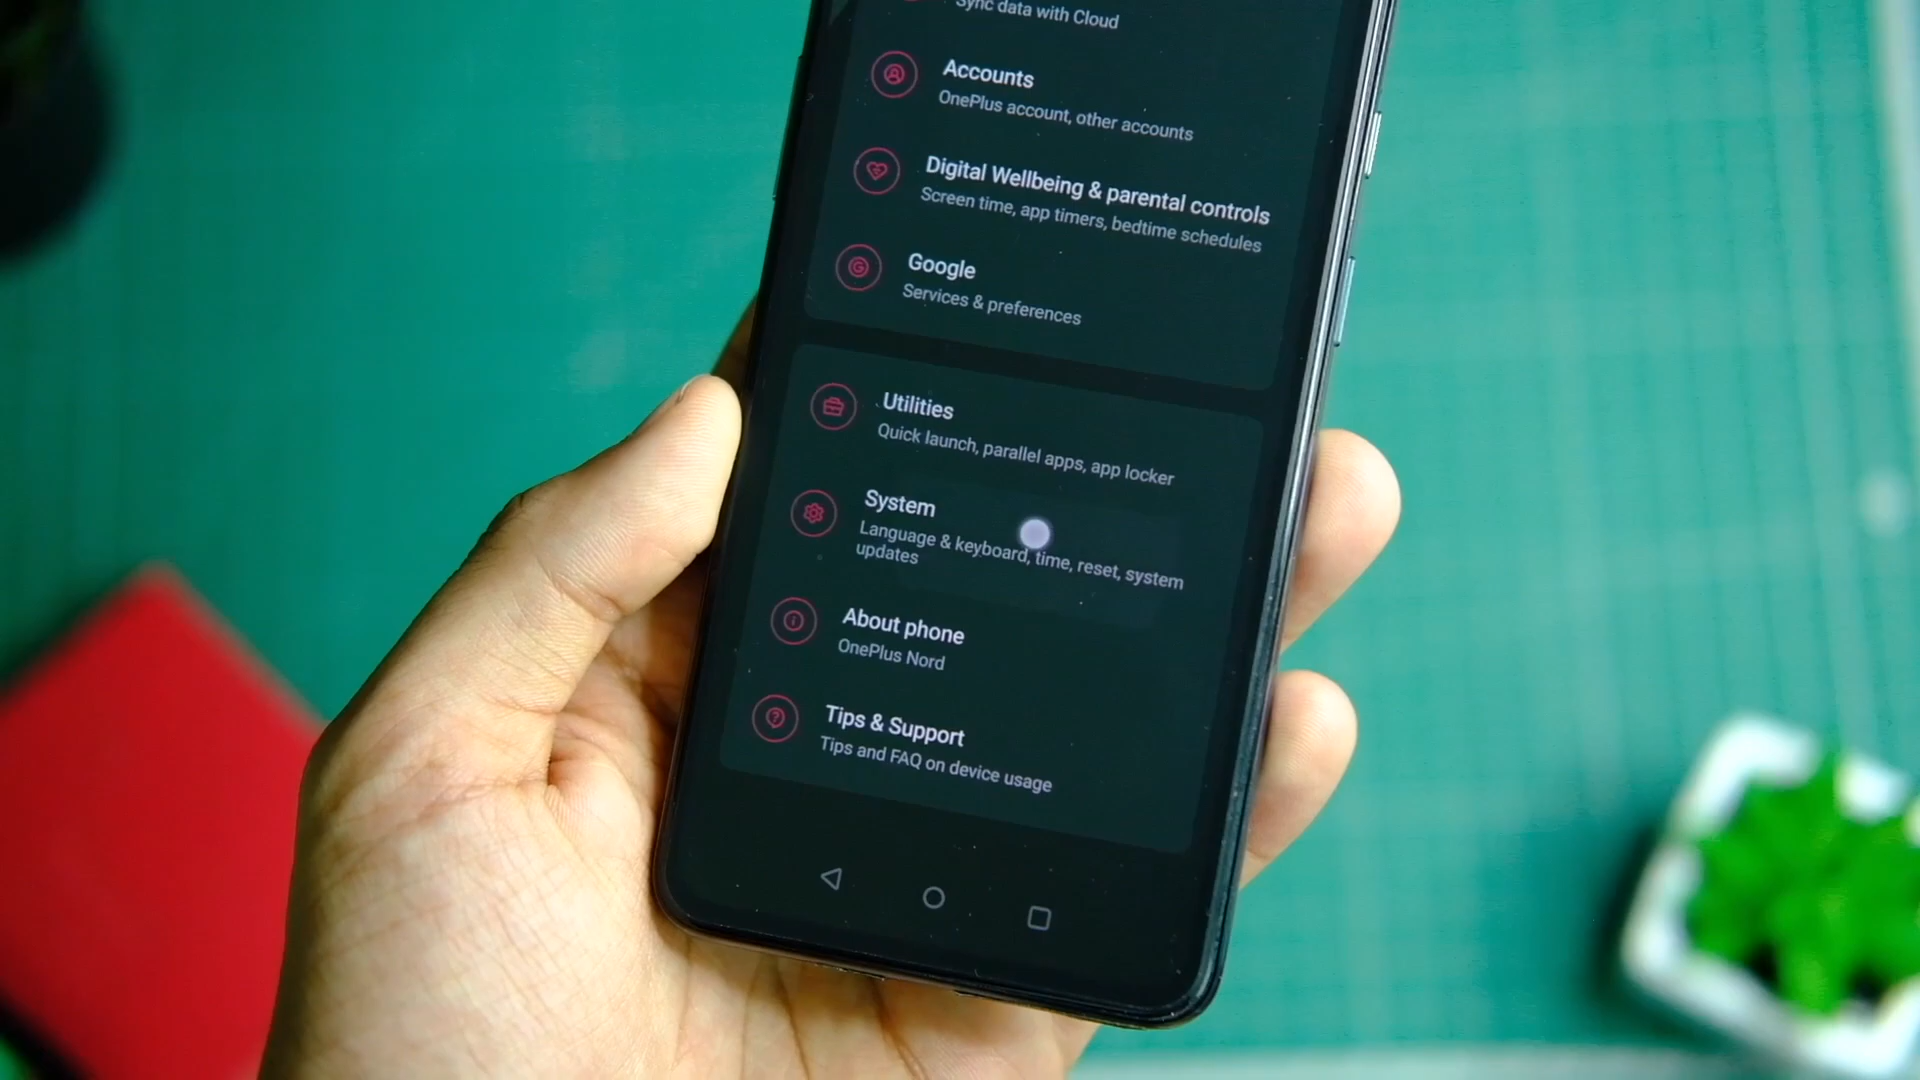 Sync data with Cloud
Accounts
OnePlus account, other accounts
Digital Wellbeing & parental controls
Screen time, app timers, bedtime schedules
Google
Services & preferences
Utilities
Quick launch, parallel apps, app locker
System
Language & keyboard, time, reset, system
updates
About phone
OnePlus Nord
Tips & Support
Tips and FAQ on device usage